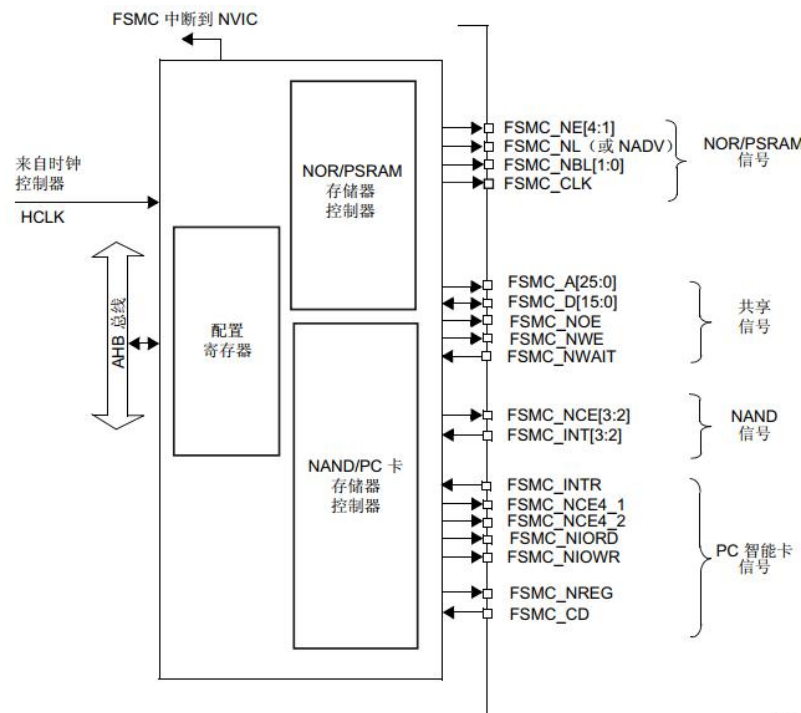 FSMC 中断到 NVIC
来自时钟
控制器
HCLK
AHB 总线
配置
寄存器
NOR/PSRAM
存储器
控制器
NAND/PC 卡
存储器
控制器
FSMC_NE[4:1]
FSMC_NL（或 NADV）
FSMC_NBL[1:0]
FSMC_CLK
NOR/PSRAM
信号
FSMC_A[25:0]
FSMC_D[15:0]
FSMC_NOE
FSMC_NWE
FSMC_NWAIT
共享
信号
FSMC_NCE[3:2]
FSMC_INT[3:2]
NAND
信号
FSMC_INTR
FSMC_NCE4_1
FSMC_NCE4_2
FSMC_NIORD
FSMC_NIOWR
FSMC_NREG
FSMC_CD
PC 智能卡
信号